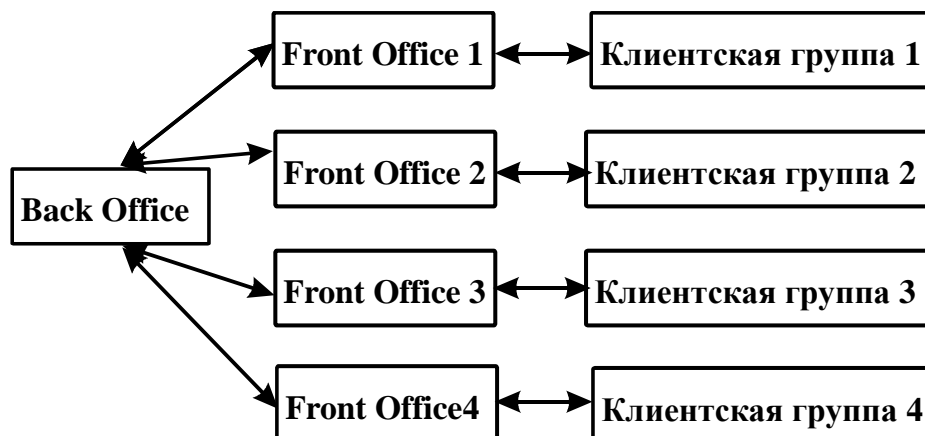 Front Office 1
Клиентская группа 1
Front Office 2
Клиентская группа 2
Back Office
Front Office 3
Клиентская группа 3
Front Office4
Клиентская группа 4